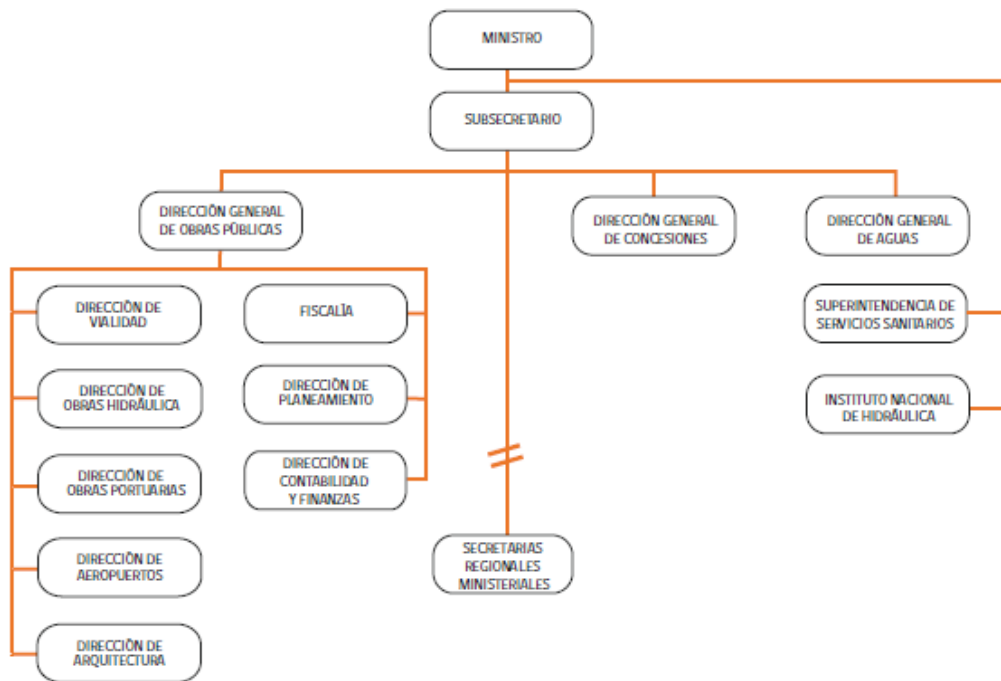 MINISTRO
SUBSECRETARIO
DIRECCIÓN GENERAL
DE OBRAS PÚBLICAS
DIRECCIÓN GENERAL
DE CONCESIONES
DIRECCIÓN GENERAL
DE AGUAS
DIRECCIÓN DE
VIALIDAD
FISCALÍA
SUPERINTENDENCIA DE
SERVICIOS SANITARIOS
DIRECCIÓN DE
OBRAS HIDRÁULICA
DIRECCIÓN DE
PLANEAMIENTO
INSTITUTO NACIONAL
DE HIDRÁULICA
DIRECCIÓN DE
OBRAS PORTUARIAS
DIRECCIÓN DE
CONTABILIDAD
Y FINANZAS
DIRECCIÓN DE
AEROPUERTOS
SECRETARIAS
REGIONALES
MINISTERIALES
DIRECCIÓN DE
ARQUITECTURA